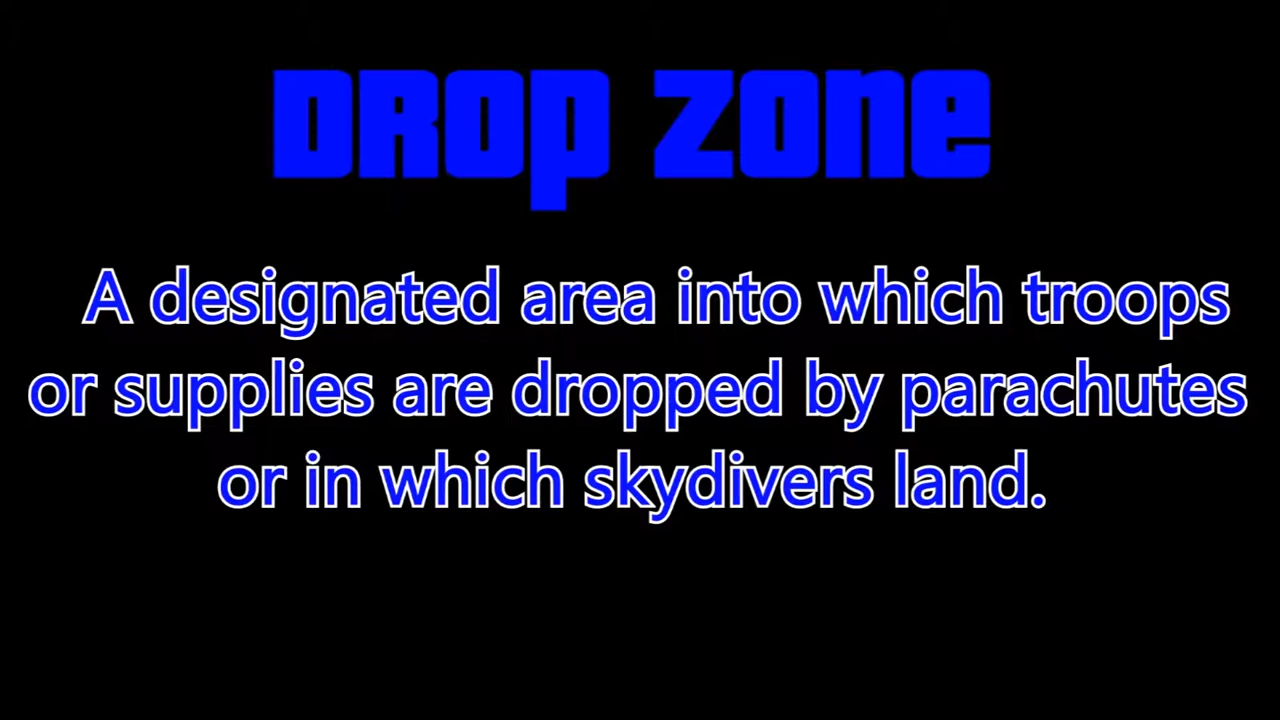 DROP ZONE
A designated area into which troops
or supplies are dropped by parachutes
or in which skydivers land.